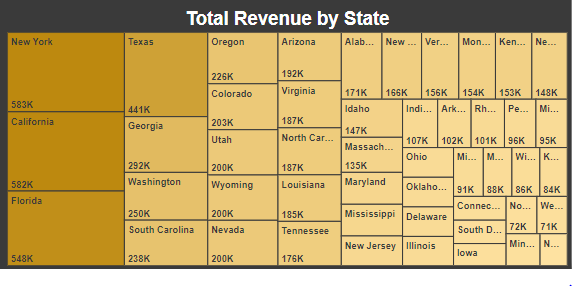 Total Revenue by State
New York
583K
California
582K
Florida
548K
Texas
441K
Georgia
292K
Washington
250K
South Carolina
238K
Oregon
226K
Colorado
203K
Utah
200K
Wyoming
200K
Nevada
200K
Arizona
192K
Virginia
187K
North Car...
187K
Louisiana
185K
Tennessee
176K
Alab...
171K
New ...
166K
Ver...
156K
Mon...
154K
Ken...
153K
Ne...
148K
Idaho
147K
Massach...
135K
Maryland
Mississippi
New Jersey
Indi...
107K
Ark...
102K
Rh...
101K
Pe...
96K
Mi...
95K
Ohio
Oklaho...
Delaware
Illinois
Mi...
91K
M...
88K
Wi...
86K
K...
84K
Connec...
South D...
Iowa
No...
72K
We...
71K
Min...
N...